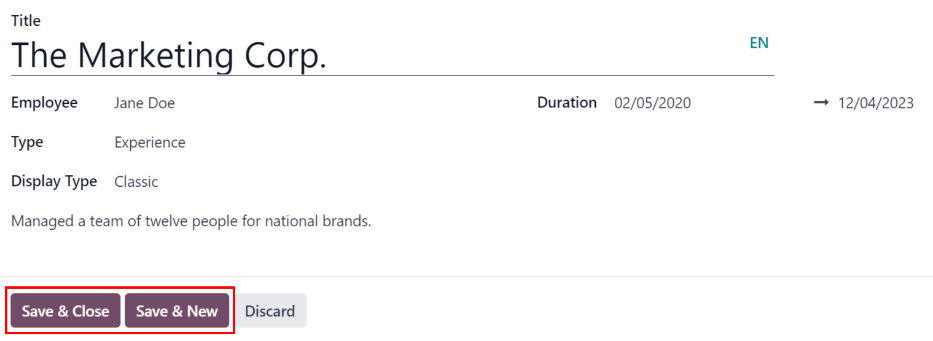 Title
The Marketing Corp. EN
Employee Jane Doe Duration 02/05/2020 → 12/04/2023
Type Experience
Display Type Classic
Managed a team of twelve people for national brands.
Save & Close Save & New Discard